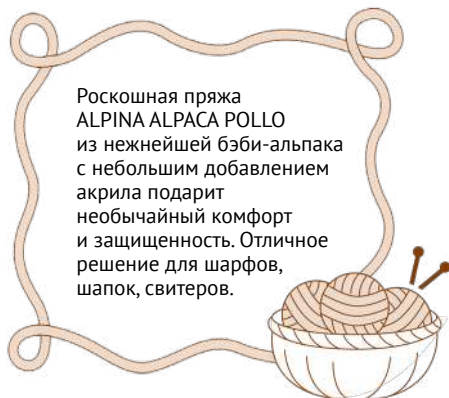 Роскошная пряжа
ALPINA ALPACA POLLO
из нежнейшей бэби-альпака
с небольшим добавлением
акрила подарит
необычайный комфорт
и защищенность. Отличное
решение для шарфов,
шапок, свитеров.